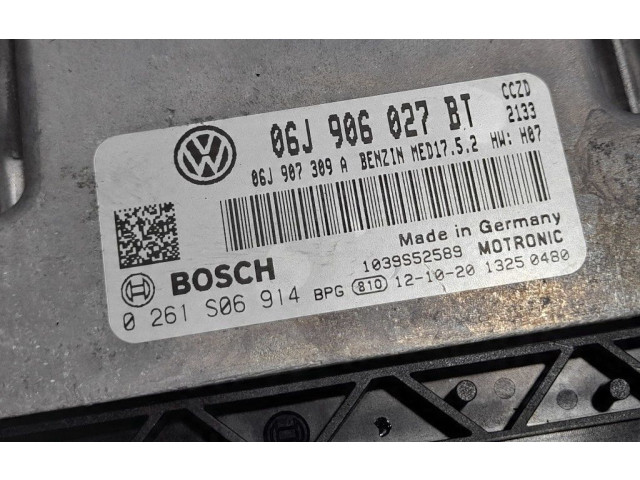 06J 906 027 BT CCZD
2133
06J 907 309 A BENZIN MED17.5.2 HW: H07
Made in Germany
1039S52589 MOTRONIC
BOSCH
0 261 S06 914 BPG 810 12-10-20 1325 0480